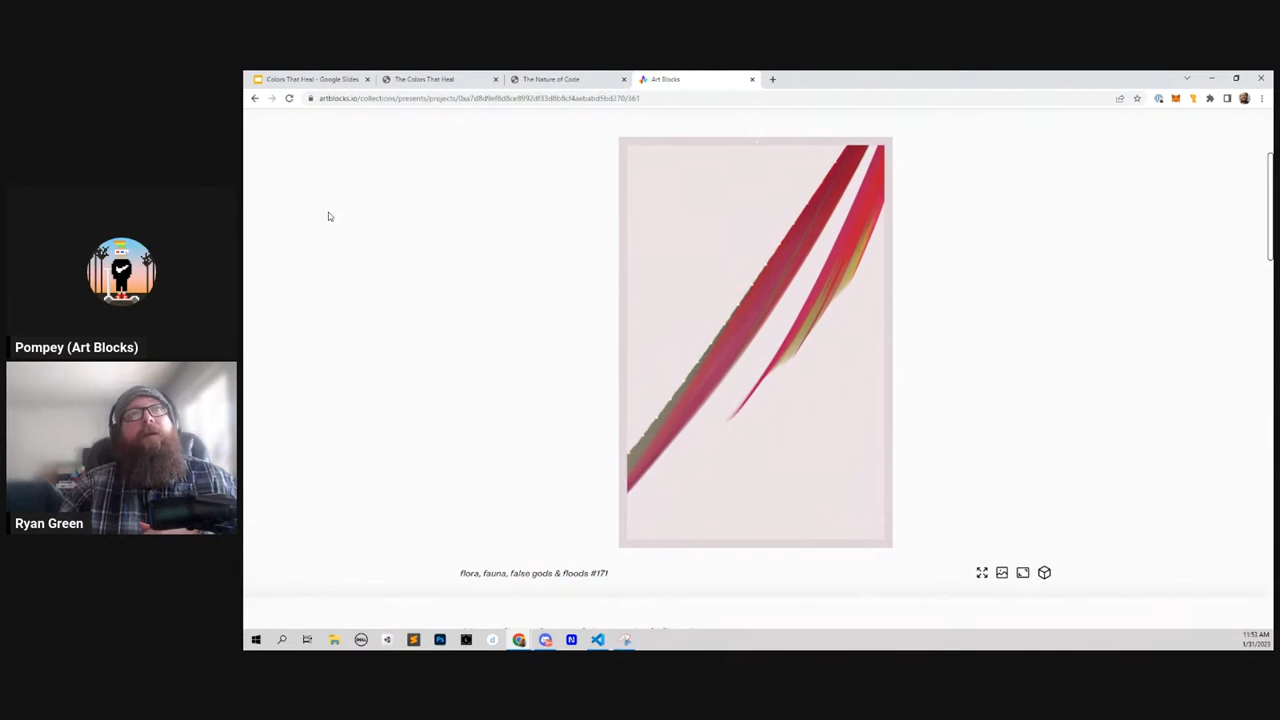 Colors That Heal - Google Slides
The Colors That Heal
The Nature of Code
Art Blocks
Pompey (Art Blocks)
Ryan Green
flora, fauna, false gods & floods #171
11:53 AM
1/31/2023